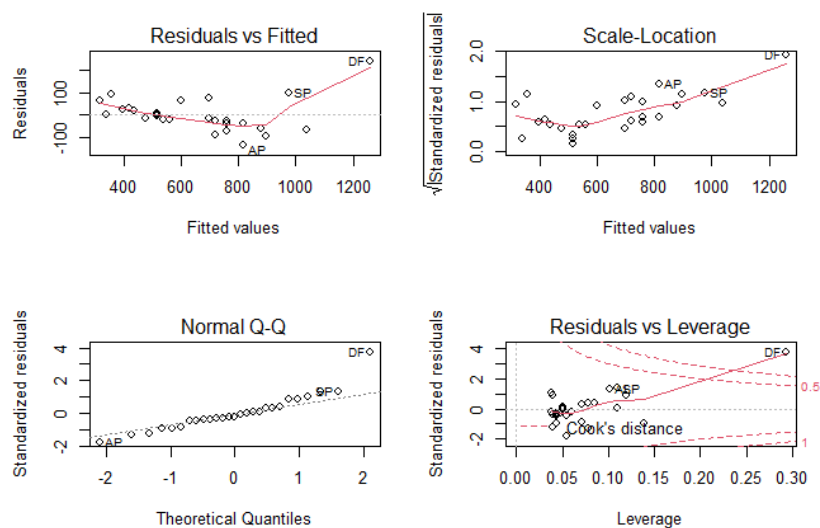 Residuals vs Fitted
Residuals
100
-100
DF
SP
AP
400 600 800 1000 1200
Fitted values
Scale-Location
√|Standardized residuals|
2.0
1.0
0.0
DF
AP
SP
400 600 800 1000 1200
Fitted values
Normal Q-Q
Standardized residuals
4
2
0
-2
DF
SP
AP
-2 -1 0 1 2
Theoretical Quantiles
Residuals vs Leverage
Standardized residuals
4
2
0
-2
DF
SP
Cook's distance
0.5
1
0.00 0.05 0.10 0.15 0.20 0.25 0.30
Leverage